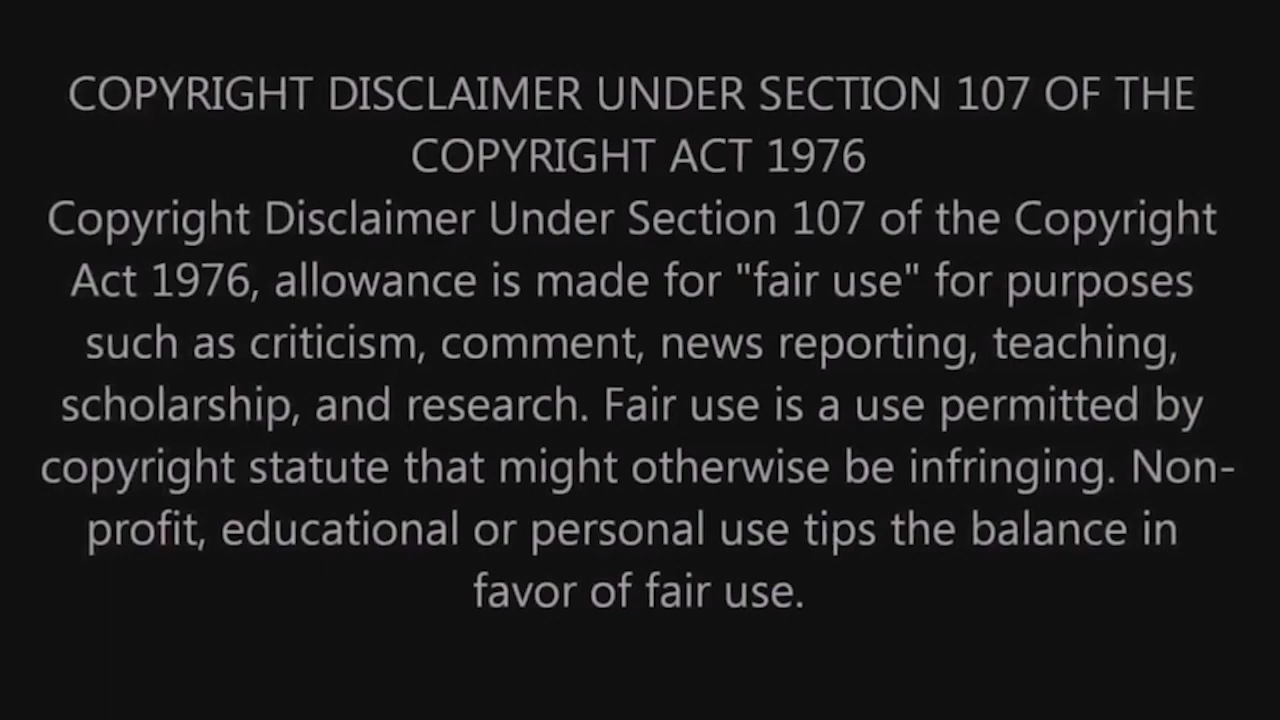 COPYRIGHT DISCLAIMER UNDER SECTION 107 OF THE
COPYRIGHT ACT 1976
Copyright Disclaimer Under Section 107 of the Copyright
Act 1976, allowance is made for "fair use" for purposes
such as criticism, comment, news reporting, teaching,
scholarship, and research. Fair use is a use permitted by
copyright statute that might otherwise be infringing. Non-
profit, educational or personal use tips the balance in
favor of fair use.